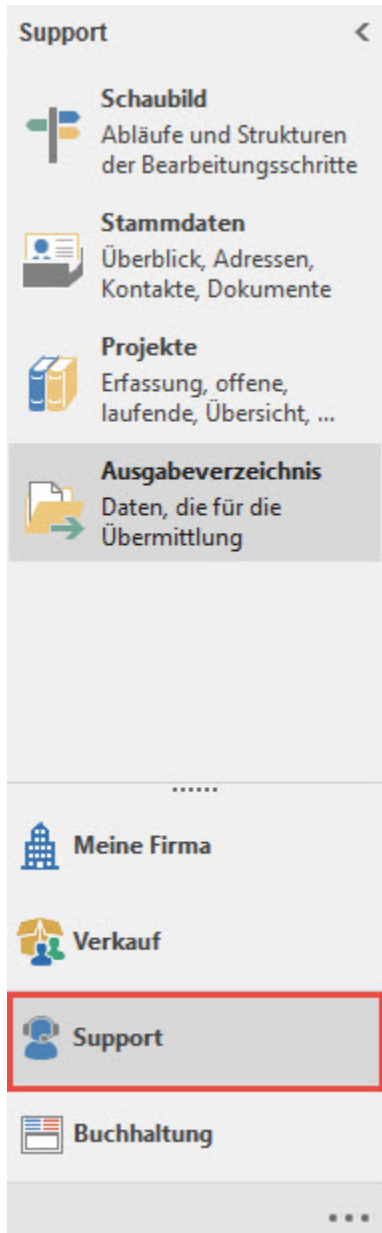 Support
Schaubild
Abläufe und Strukturen
der Bearbeitungsschritte
Stammdaten
Überblick, Adressen,
Kontakte, Dokumente
Projekte
Erfassung, offene,
laufende, Übersicht, ...
Ausgabeverzeichnis
Daten, die für die
Übermittlung
Meine Firma
Verkauf
Support
Buchhaltung